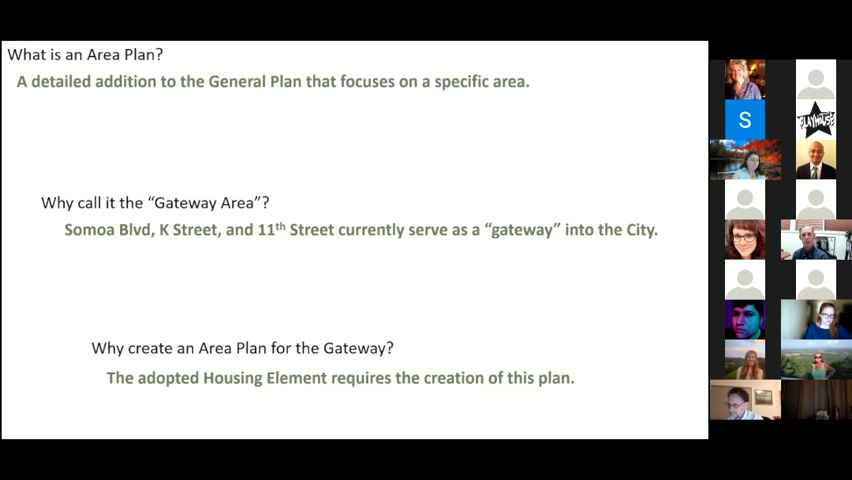 What is an Area Plan?
A detailed addition to the General Plan that focuses on a specific area.
S
PLAYHOUSE
Why call it the “Gateway Area”?
Somoa Blvd, K Street, and 11th Street currently serve as a “gateway” into the City.
Why create an Area Plan for the Gateway?
The adopted Housing Element requires the creation of this plan.